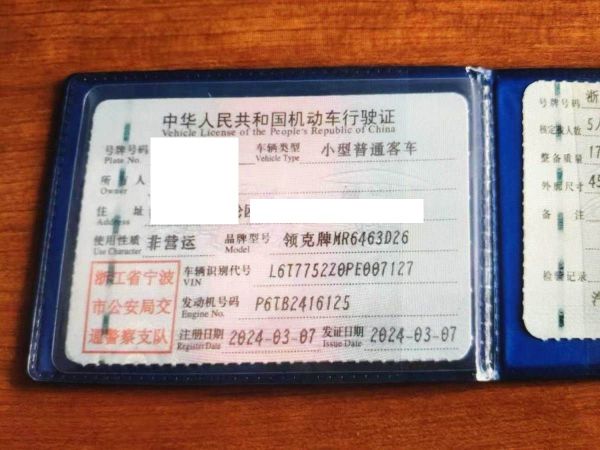 中华人民共和国机动车行驶证
Vehicle License of the People's Republic of China
号牌号码
Plate No.
车辆类型
Vehicle Type
小型普通客车
所有人
Owner
住址
Address
使用性质
Use Character
非营运
品牌型号
Model
领克牌MR6463D26
浙江省宁波
市公安局交
通警察支队
车辆识别代号
VIN
L6T7752Z0PE007127
发动机号码
Engine No.
P6TB2416125
注册日期
Register Date
2024-03-07
发证日期
Issue Date
2024-03-07
号牌号码 浙
核定载人数 5人
整备质量 17
外廓尺寸 45
备注
检验记录